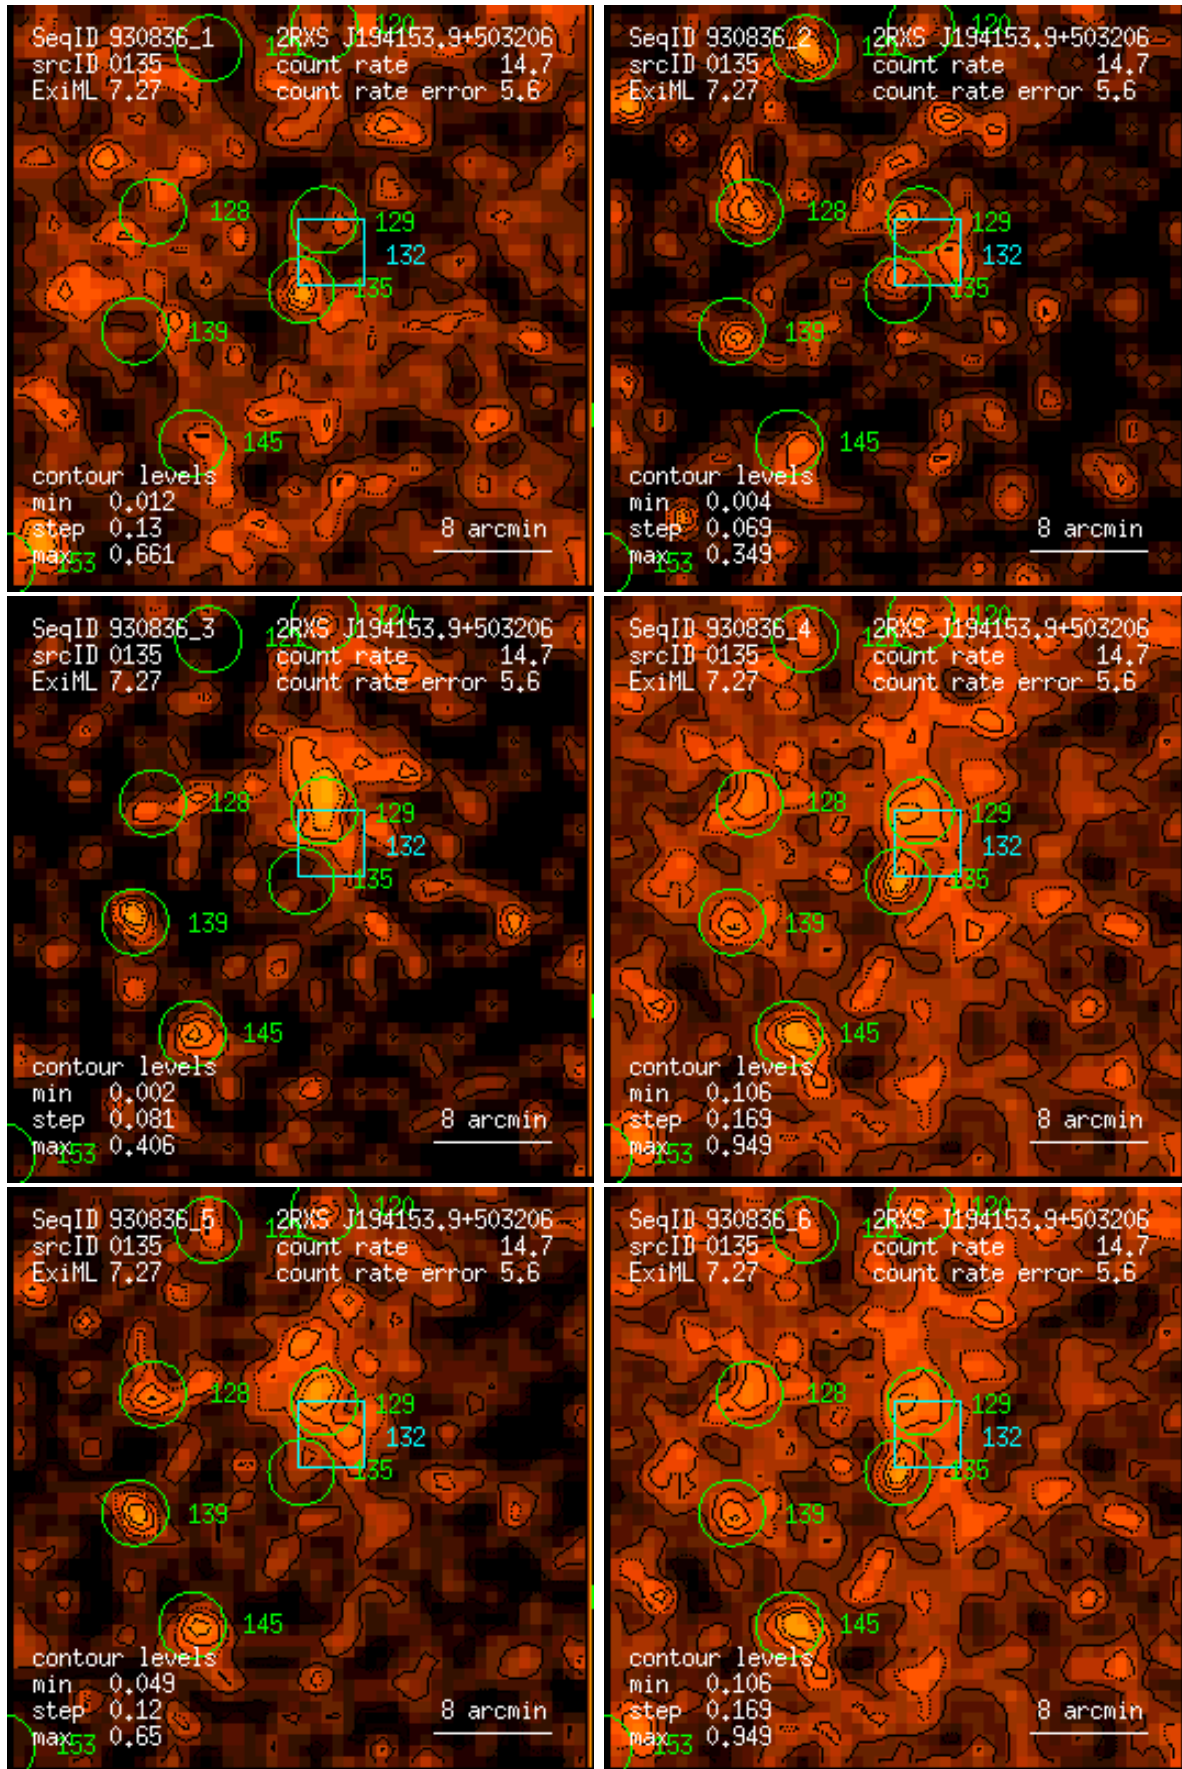 120
SeqID 930836_1 121 2RXS J194153.9+503206
srcID 0135 count rate 14.7
ExiML 7.27 count rate error 5.6
128
129
132
135
139
145
contour levels
min 0.012
step 0.13
max 0.661
153
8 arcmin
120
SeqID 930836_2 121 2RXS J194153.9+503206
srcID 0135 count rate 14.7
ExiML 7.27 count rate error 5.6
128
129
132
135
139
145
contour levels
min 0.004
step 0.069
max 0.349
153
8 arcmin
120
SeqID 930836_3 121 2RXS J194153.9+503206
srcID 0135 count rate 14.7
ExiML 7.27 count rate error 5.6
128
129
132
135
139
145
contour levels
min 0.002
step 0.081
max 0.406
153
8 arcmin
120
SeqID 930836_4 121 2RXS J194153.9+503206
srcID 0135 count rate 14.7
ExiML 7.27 count rate error 5.6
128
129
132
135
139
145
contour levels
min 0.106
step 0.169
max 0.949
153
8 arcmin
120
SeqID 930836_5 121 2RXS J194153.9+503206
srcID 0135 count rate 14.7
ExiML 7.27 count rate error 5.6
128
129
132
135
139
145
contour levels
min 0.049
step 0.12
max 0.65
153
8 arcmin
120
SeqID 930836_6 121 2RXS J194153.9+503206
srcID 0135 count rate 14.7
ExiML 7.27 count rate error 5.6
128
129
132
135
139
145
contour levels
min 0.106
step 0.169
max 0.949
153
8 arcmin